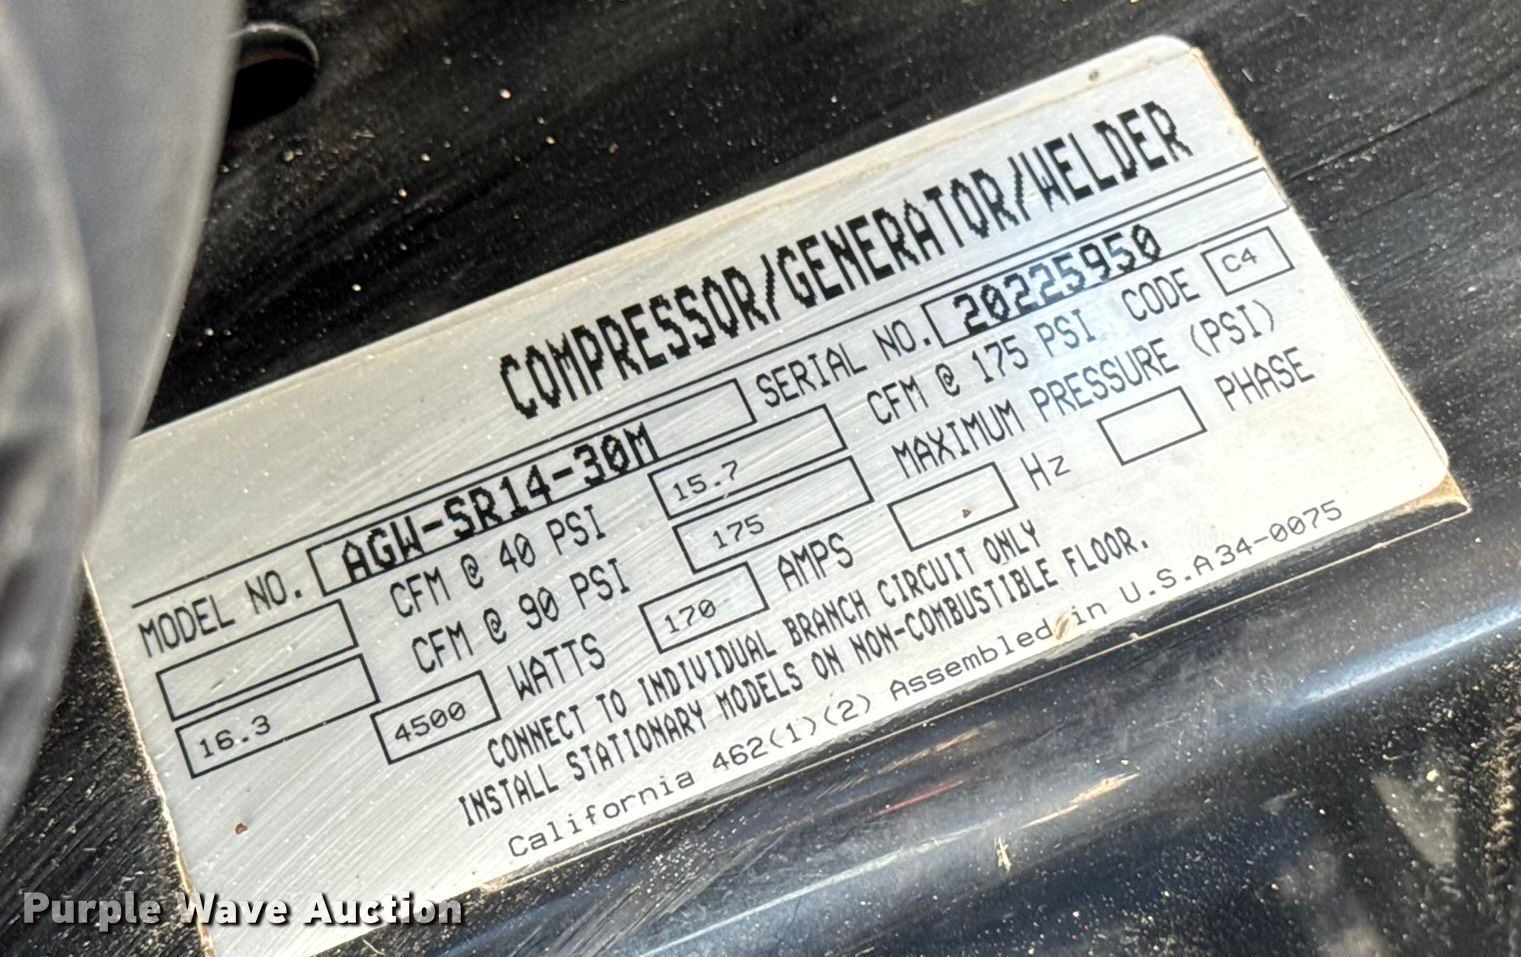 COMPRESSOR/GENERATOR/WELDER
MODEL NO. AGW-SR14-30M SERIAL NO. 20225950
CFM @ 40 PSI 15.7 CFM @ 175 PSI CODE C4
16.3 CFM @ 90 PSI 175 MAXIMUM PRESSURE (PSI)
4500 WATTS 170 AMPS Hz PHASE
CONNECT TO INDIVIDUAL BRANCH CIRCUIT ONLY
INSTALL STATIONARY MODELS ON NON-COMBUSTIBLE FLOOR.
California 462(1)(2) Assembled in U.S.A 34-0075
Purple Wave Auction